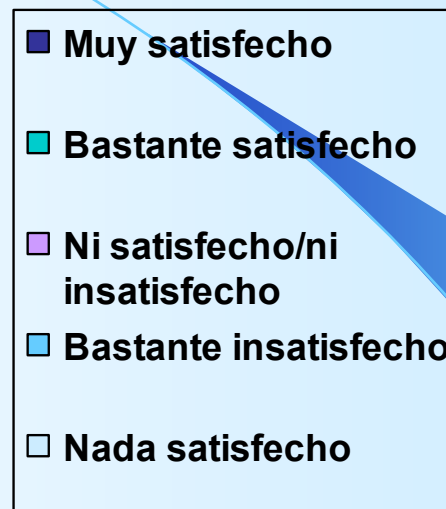 Muy satisfecho
Bastante satisfecho
Ni satisfecho/ni
insatisfecho
Bastante insatisfecho
Nada satisfecho